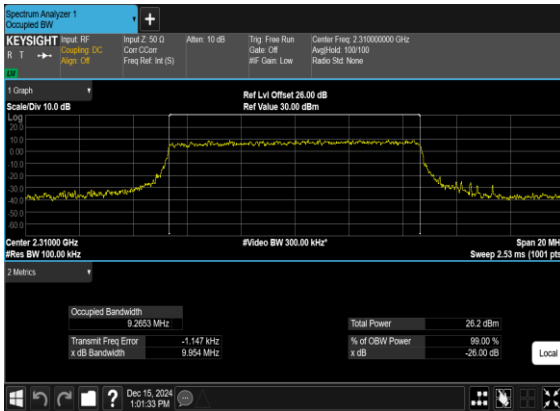 Spectrum Analyzer 1
Occupied BW
KEYSIGHT
R T
LXI
Input: RF
Coupling: DC
Align: Off
Input Z: 50 Ω
Corr CCorr
Freq Ref: Int (S)
Atten: 10 dB
Trig: Free Run
Gate: Off
#IF Gain: Low
Center Freq: 2.310000000 GHz
Avg|Hold: 100/100
Radio Std: None
1 Graph
Scale/Div 10.0 dB
Ref Lvl Offset 26.00 dB
Ref Value 30.00 dBm
Log
20.0
10.0
0.00
-10.0
-20.0
-30.0
-40.0
-50.0
-60.0
Center 2.31000 GHz
#Res BW 100.00 kHz
#Video BW 300.00 kHz*
Span 20 MH
Sweep 2.53 ms (1001 pts
2 Metrics
Occupied Bandwidth
9.2653 MHz
Transmit Freq Error -1.147 kHz
x dB Bandwidth 9.954 MHz
Total Power 26.2 dBm
% of OBW Power 99.00 %
x dB -26.00 dB
Local
?
Dec 15, 2024
1:01:33 PM